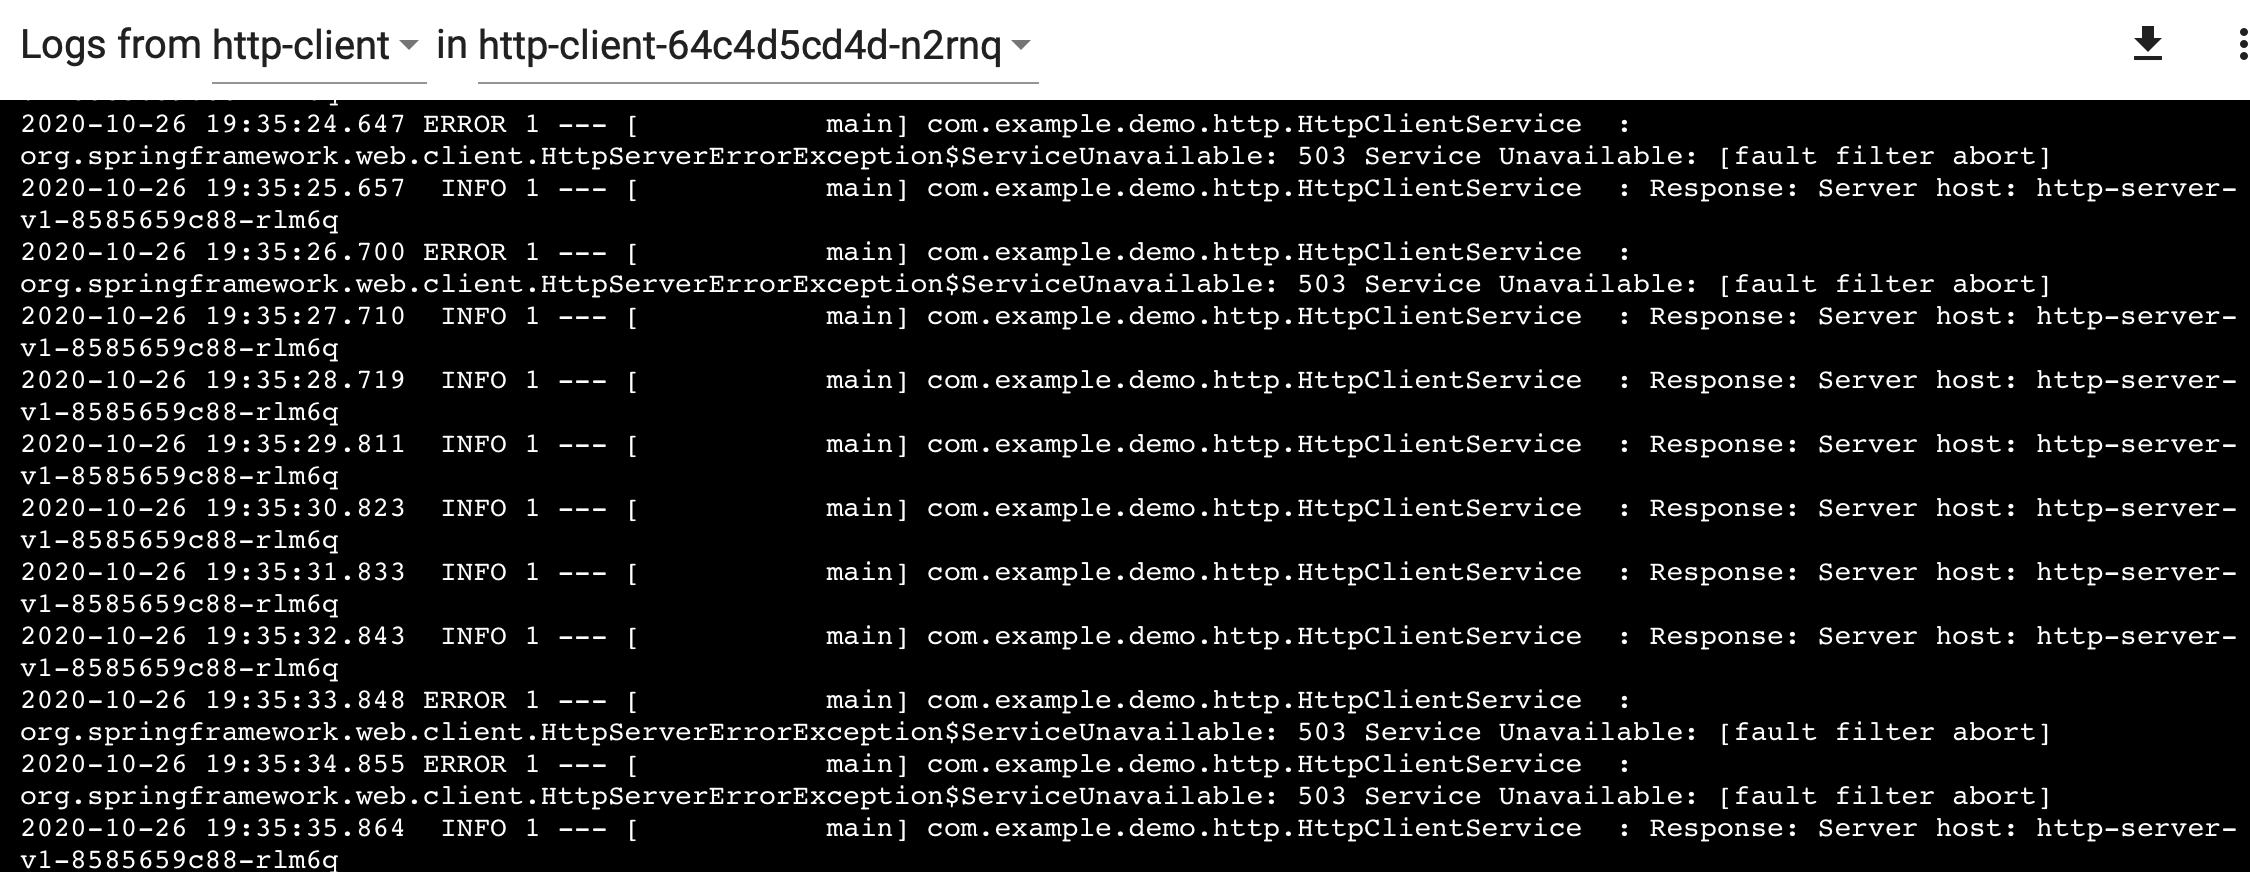 Logs from http-client in http-client-64c4d5cd4d-n2rnq
2020-10-26 19:35:24.647 ERROR 1 --- [           main] com.example.demo.http.HttpClientService  :
org.springframework.web.client.HttpServerErrorException$ServiceUnavailable: 503 Service Unavailable: [fault filter abort]
2020-10-26 19:35:25.657  INFO 1 --- [           main] com.example.demo.http.HttpClientService  : Response: Server host: http-server-
v1-8585659c88-rlm6q
2020-10-26 19:35:26.700 ERROR 1 --- [           main] com.example.demo.http.HttpClientService  :
org.springframework.web.client.HttpServerErrorException$ServiceUnavailable: 503 Service Unavailable: [fault filter abort]
2020-10-26 19:35:27.710  INFO 1 --- [           main] com.example.demo.http.HttpClientService  : Response: Server host: http-server-
v1-8585659c88-rlm6q
2020-10-26 19:35:28.719  INFO 1 --- [           main] com.example.demo.http.HttpClientService  : Response: Server host: http-server-
v1-8585659c88-rlm6q
2020-10-26 19:35:29.811  INFO 1 --- [           main] com.example.demo.http.HttpClientService  : Response: Server host: http-server-
v1-8585659c88-rlm6q
2020-10-26 19:35:30.823  INFO 1 --- [           main] com.example.demo.http.HttpClientService  : Response: Server host: http-server-
v1-8585659c88-rlm6q
2020-10-26 19:35:31.833  INFO 1 --- [           main] com.example.demo.http.HttpClientService  : Response: Server host: http-server-
v1-8585659c88-rlm6q
2020-10-26 19:35:32.843  INFO 1 --- [           main] com.example.demo.http.HttpClientService  : Response: Server host: http-server-
v1-8585659c88-rlm6q
2020-10-26 19:35:33.848 ERROR 1 --- [           main] com.example.demo.http.HttpClientService  :
org.springframework.web.client.HttpServerErrorException$ServiceUnavailable: 503 Service Unavailable: [fault filter abort]
2020-10-26 19:35:34.855 ERROR 1 --- [           main] com.example.demo.http.HttpClientService  :
org.springframework.web.client.HttpServerErrorException$ServiceUnavailable: 503 Service Unavailable: [fault filter abort]
2020-10-26 19:35:35.864  INFO 1 --- [           main] com.example.demo.http.HttpClientService  : Response: Server host: http-server-
v1-8585659c88-rlm6q